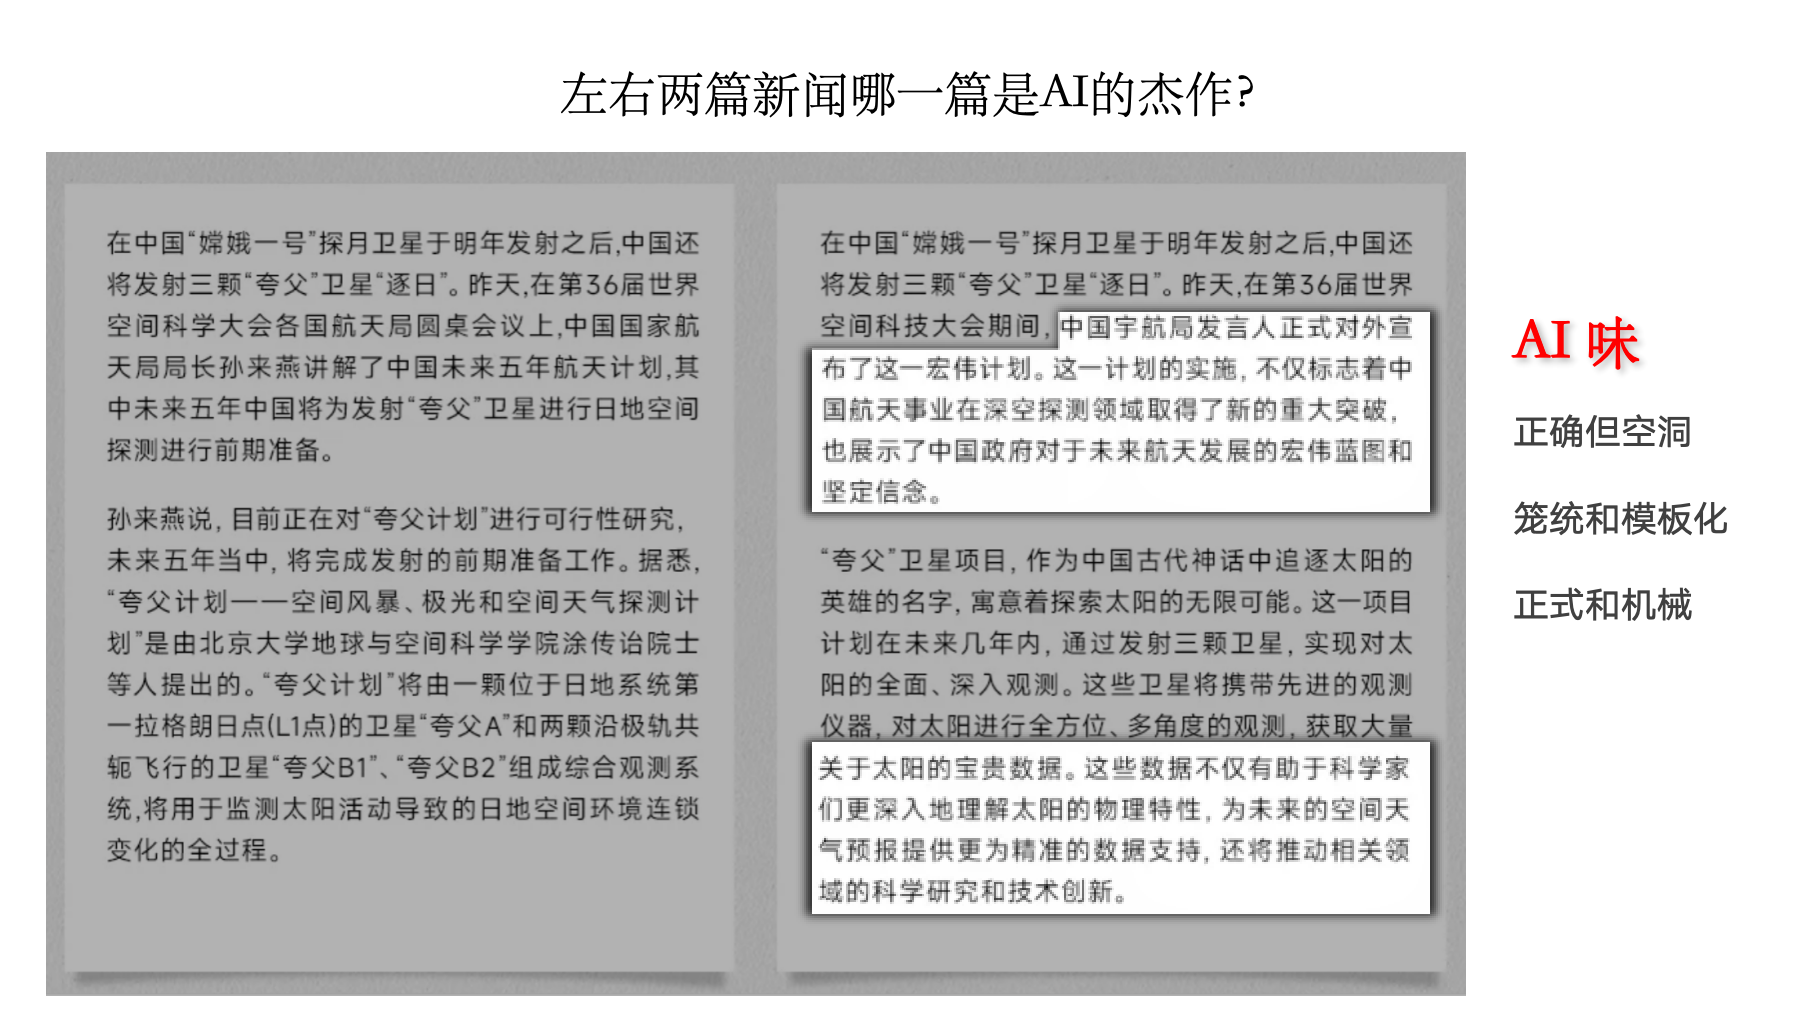 左右两篇新闻哪一篇是AI的杰作?
在中国“嫦娥一号”探月卫星于明年发射之后,中国还
将发射三颗“夸父”卫星“逐日”。昨天,在第36届世界
空间科学大会各国航天局圆桌会议上,中国国家航
天局局长孙来燕讲解了中国未来五年航天计划,其
中未来五年中国将为发射“夸父”卫星进行日地空间
探测进行前期准备。
孙来燕说, 目前正在对“夸父计划”进行可行性研究,
未来五年当中, 将完成发射的前期准备工作。据悉,
“夸父计划——空间风暴、极光和空间天气探测计
划”是由北京大学地球与空间科学学院涂传诒院士
等人提出的。“夸父计划”将由一颗位于日地系统第
一拉格朗日点(L1点)的卫星“夸父A”和两颗沿极轨共
轭飞行的卫星“夸父B1”、“夸父B2”组成综合观测系
统,将用于监测太阳活动导致的日地空间环境连锁
变化的全过程。
在中国“嫦娥一号”探月卫星于明年发射之后,中国还
将发射三颗“夸父”卫星“逐日”。昨天,在第36届世界
空间科技大会期间, 中国宇航局发言人正式对外宣
布了这一宏伟计划。这一计划的实施, 不仅标志着中
国航天事业在深空探测领域取得了新的重大突破,
也展示了中国政府对于未来航天发展的宏伟蓝图和
坚定信念。
“夸父”卫星项目, 作为中国古代神话中追逐太阳的
英雄的名字, 寓意着探索太阳的无限可能。这一项目
计划在未来几年内, 通过发射三颗卫星, 实现对太
阳的全面、深入观测。这些卫星将携带先进的观测
仪器, 对太阳进行全方位、多角度的观测, 获取大量
关于太阳的宝贵数据。这些数据不仅有助于科学家
们更深入地理解太阳的物理特性, 为未来的空间天
气预报提供更为精准的数据支持, 还将推动相关领
域的科学研究和技术创新。
AI 味
正确但空洞
笼统和模板化
正式和机械